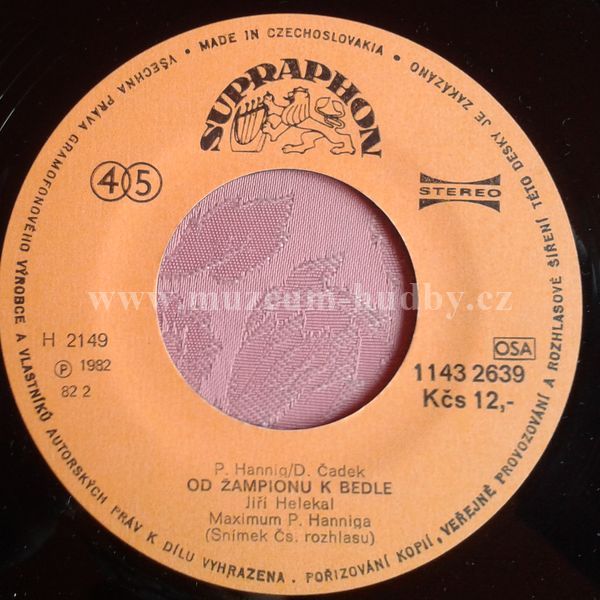 VŠECHNA PRÁVA GRAMOFONOVÉHO VÝROBCE A VLASTNÍKŮ AUTORSKÝCH PRÁV K DÍLU VYHRAZENA . POŘIZOVÁNÍ KOPIÍ, VEŘEJNÉ PROVOZOVÁNÍ A ROZHLASOVÉ ŠÍŘENÍ TÉTO DESKY JE ZAKÁZÁNO • MADE IN CZECHOSLOVAKIA •
SUPRAPHON
45
STEREO
www.muzeum-hudby.cz
H 2149
Ⓟ 1982
82 2
OSA
1143 2639
Kčs 12,-
P. Hannig/D. Čadek
OD ŽAMPIONU K BEDLE
Jiří Helekal
Maximum P. Hanniga
(Snímek Čs. rozhlasu)